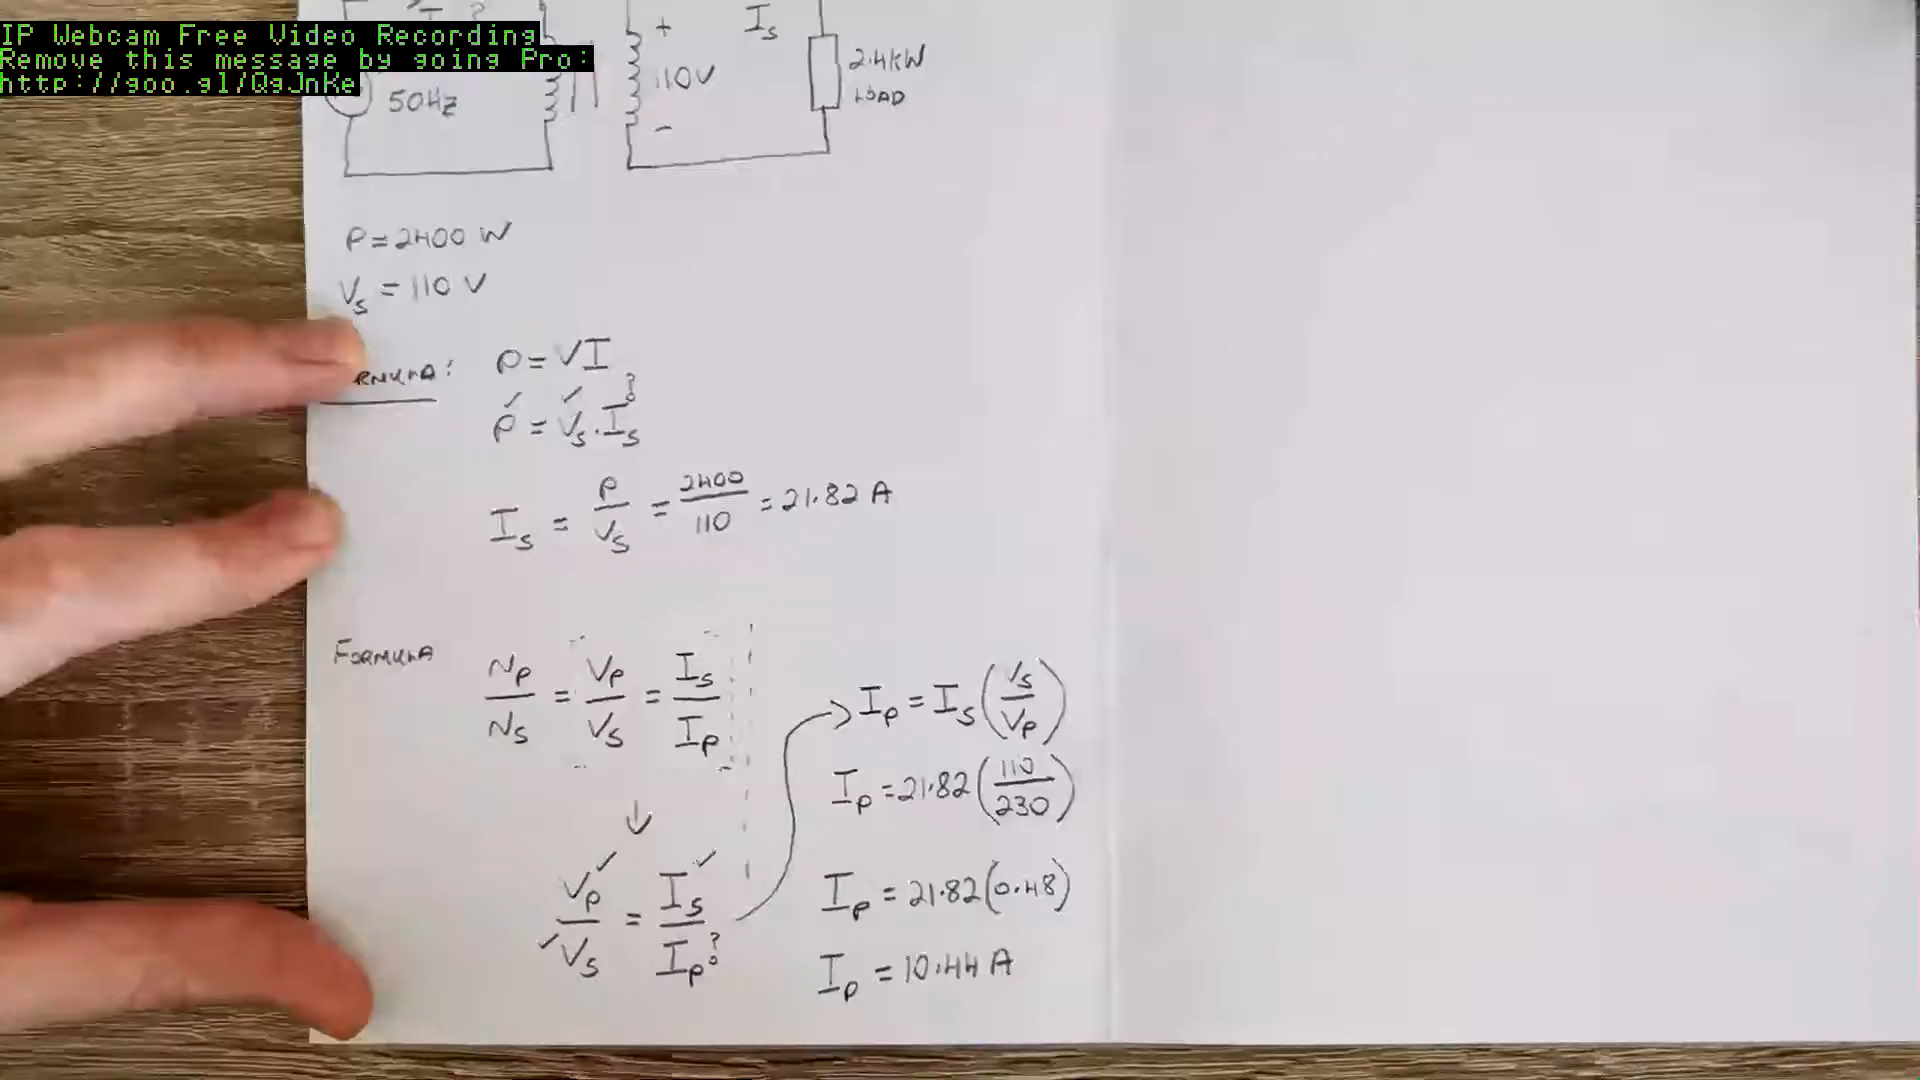 IP Webcam Free Video Recording
Remove this message by going Pro:
http://goo.gl/QgJnKe
I ?
50Hz
+
110V
-
Is
2.4kW
LOAD
P = 2400 W
Vs = 110 V
P = VI
✓ ✓ ?
P = Vs . Is
Is = P/Vs = 2400/110 = 21.82 A
FORMULA
Np/Ns = Vp/Vs = Is/Ip
↓
✓ ✓
Vp/Vs = Is/Ip ?
✓
Ip = Is (Vs/Vp)
Ip = 21.82 (110/230)
Ip = 21.82 (0.48)
Ip = 10.44 A